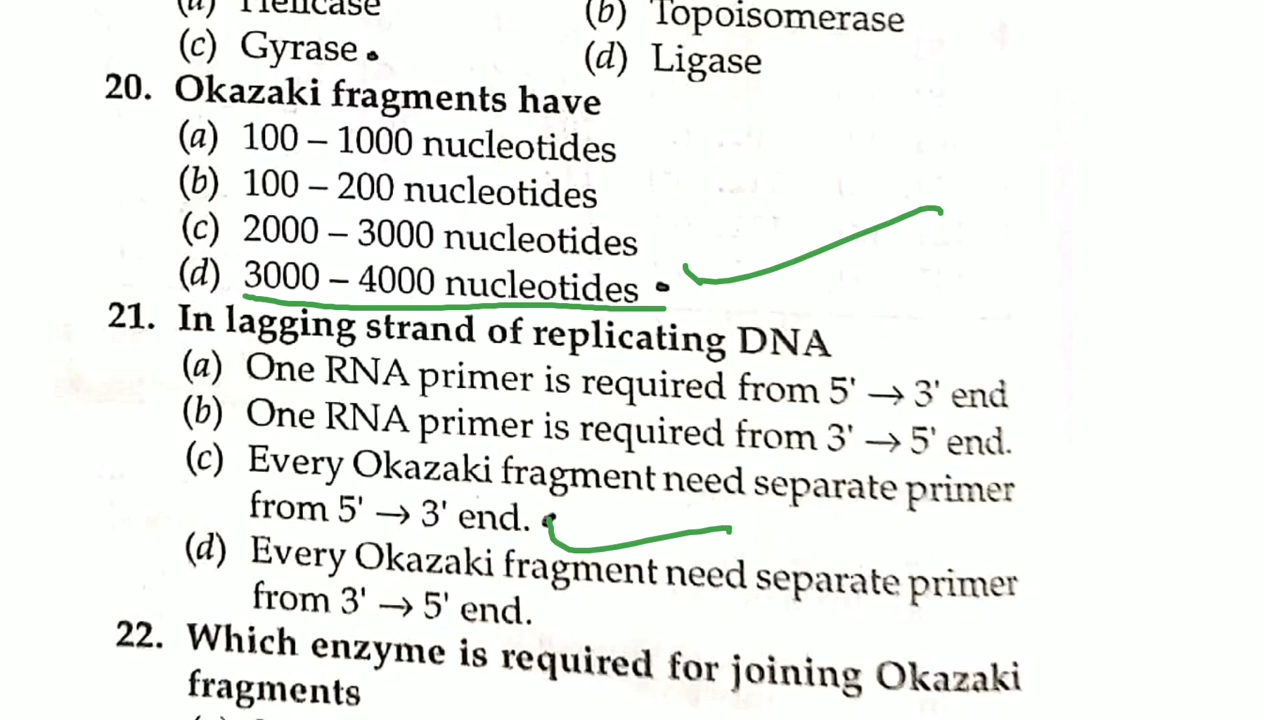 (a) Helicase (b) Topoisomerase
(c) Gyrase (d) Ligase
20. Okazaki fragments have
(a) 100 – 1000 nucleotides
(b) 100 – 200 nucleotides
(c) 2000 – 3000 nucleotides
(d) 3000 – 4000 nucleotides
21. In lagging strand of replicating DNA
(a) One RNA primer is required from 5' → 3' end
(b) One RNA primer is required from 3' → 5' end.
(c) Every Okazaki fragment need separate primer
from 5' → 3' end.
(d) Every Okazaki fragment need separate primer
from 3' → 5' end.
22. Which enzyme is required for joining Okazaki
fragments